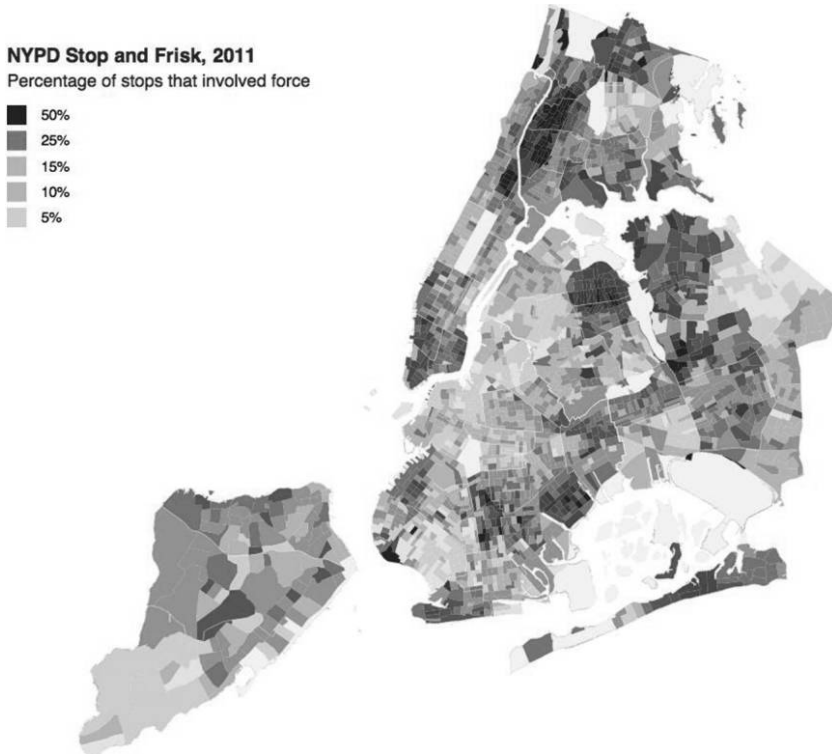 NYPD Stop and Frisk, 2011
Percentage of stops that involved force
50%
25%
15%
10%
5%